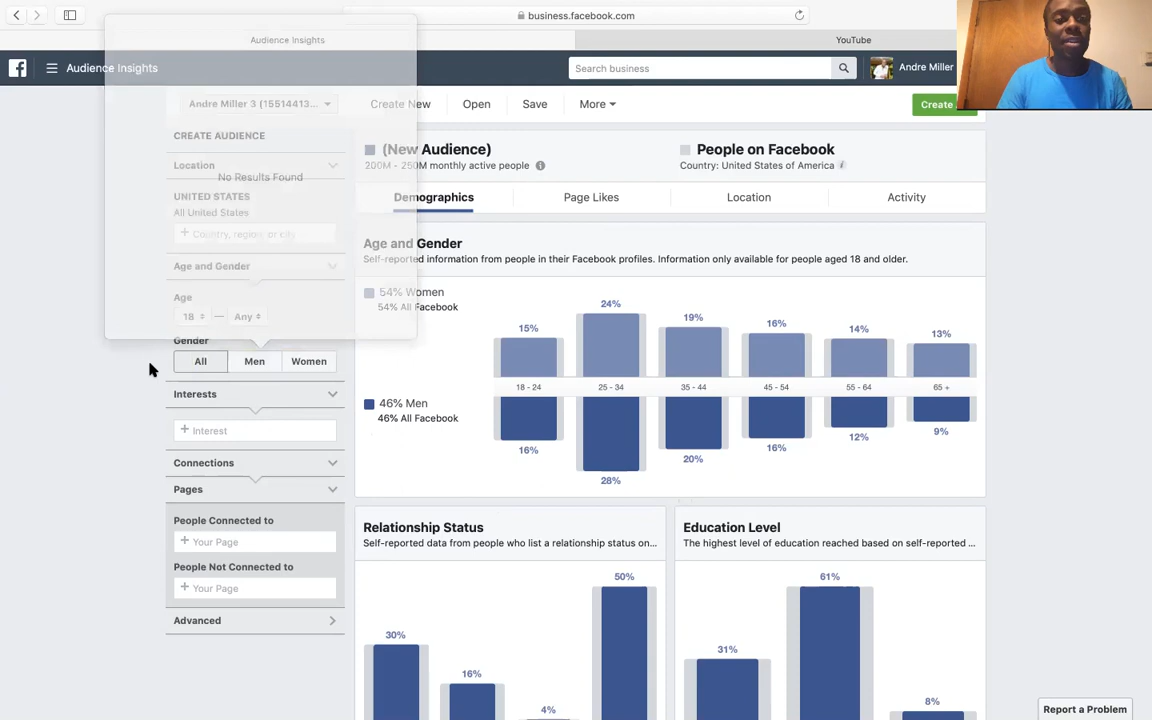 business.facebook.com
Audience Insights
YouTube
Audience Insights
Search business
Andre Miller
Andre Miller 3 (15514413...
Create New
Open
Save
More
Create
CREATE AUDIENCE
Location
No Results Found
UNITED STATES
All United States
+ Country, region, or city
Age and Gender
Age
18 — Any
Gender
All Men Women
Interests
+ Interest
Connections
Pages
People Connected to
+ Your Page
People Not Connected to
+ Your Page
Advanced
(New Audience)
200M - 250M monthly active people
People on Facebook
Country: United States of America
Demographics
Page Likes
Location
Activity
Age and Gender
Self-reported information from people in their Facebook profiles. Information only available for people aged 18 and older.
54% Women
54% All Facebook
15% 24% 19% 16% 14% 13%
18 - 24 25 - 34 35 - 44 45 - 54 55 - 64 65 +
46% Men
46% All Facebook
16% 28% 20% 16% 12% 9%
Relationship Status
Self-reported data from people who list a relationship status on...
30% 16% 4% 50%
Education Level
The highest level of education reached based on self-reported ...
31% 61% 8%
Report a Problem